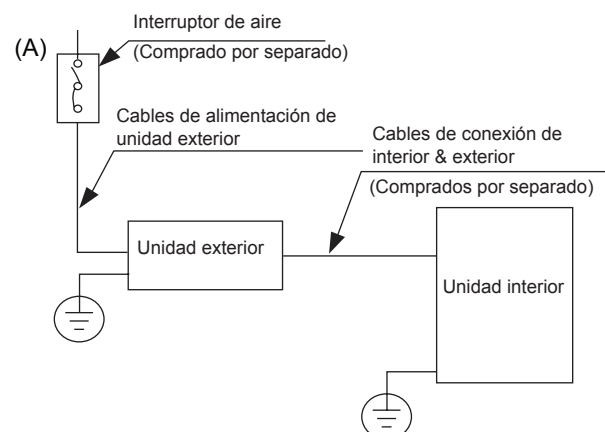 Interruptor de aire
(A)
(Comprado por separado)
Cables de alimentación de
unidad exterior
Cables de conexión de
interior & exterior
(Comprados por separado)
Unidad exterior
Unidad interior